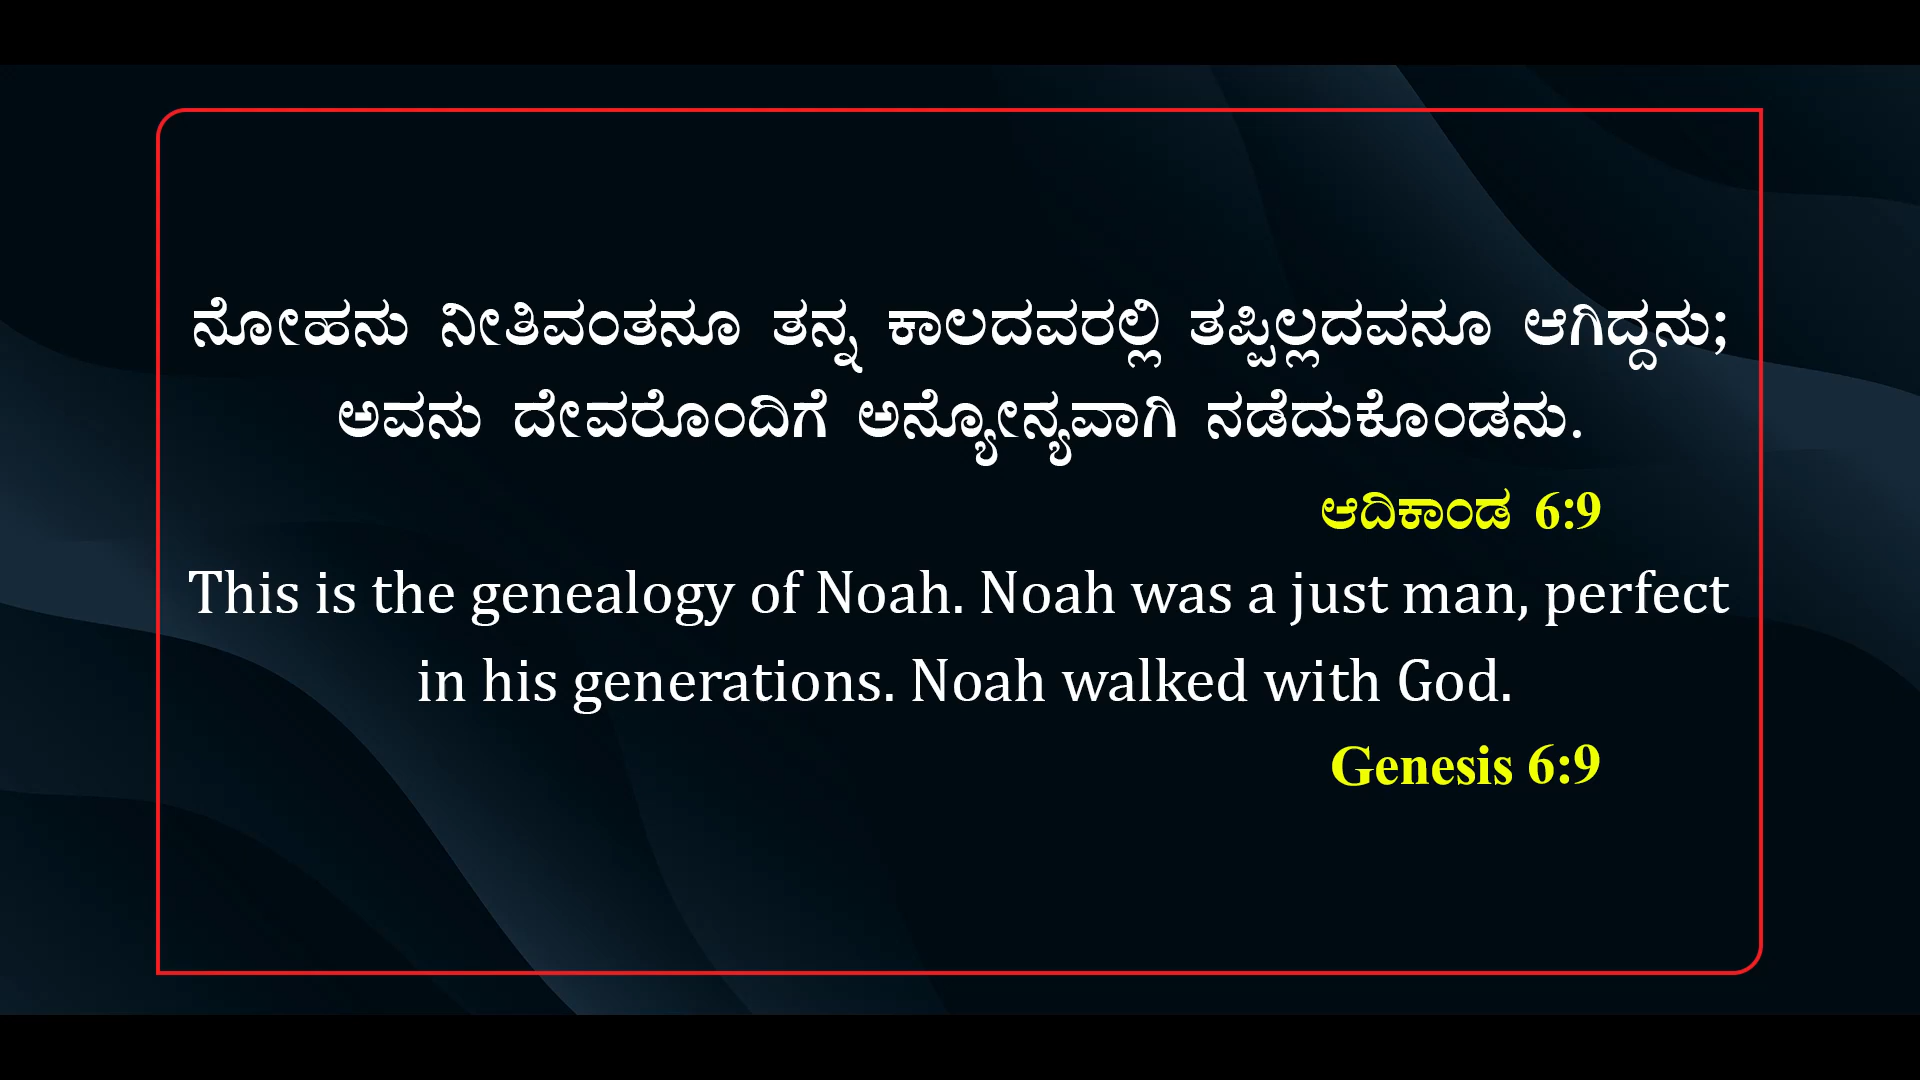 ನೋಹನು ನೀತಿವಂತನೂ ತನ್ನ ಕಾಲದವರಲ್ಲಿ ತಪ್ಪಿಲ್ಲದವನೂ ಆಗಿದ್ದನು;
ಅವನು ದೇವರೊಂದಿಗೆ ಅನ್ಯೋನ್ಯವಾಗಿ ನಡೆದುಕೊಂಡನು.
ಆದಿಕಾಂಡ 6:9
This is the genealogy of Noah. Noah was a just man, perfect
in his generations. Noah walked with God.
Genesis 6:9